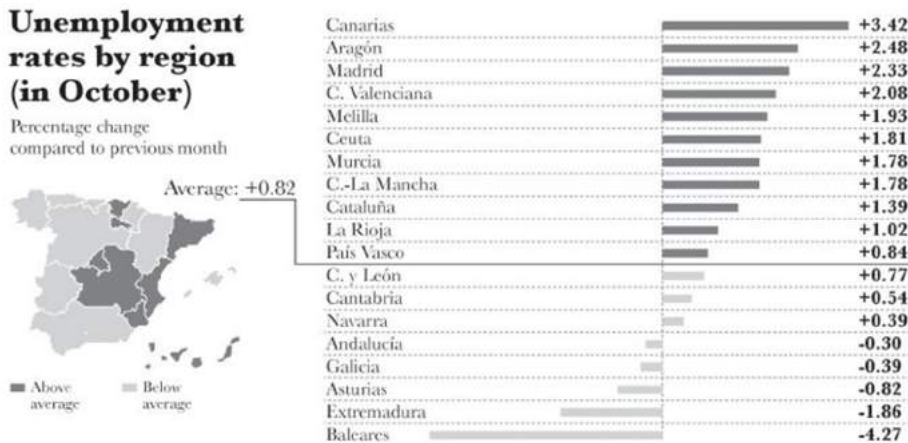 Unemployment
rates by region
(in October)
Percentage change
compared to previous month
Average: +0.82
Above
average
Below
average
Canarias +3.42
Aragón +2.48
Madrid +2.33
C. Valenciana +2.08
Melilla +1.93
Ceuta +1.81
Murcia +1.78
C.-La Mancha +1.78
Cataluña +1.39
La Rioja +1.02
País Vasco +0.84
C. y León +0.77
Cantabria +0.54
Navarra +0.39
Andalucía -0.30
Galicia -0.39
Asturias -0.82
Extremadura -1.86
Baleares -4.27